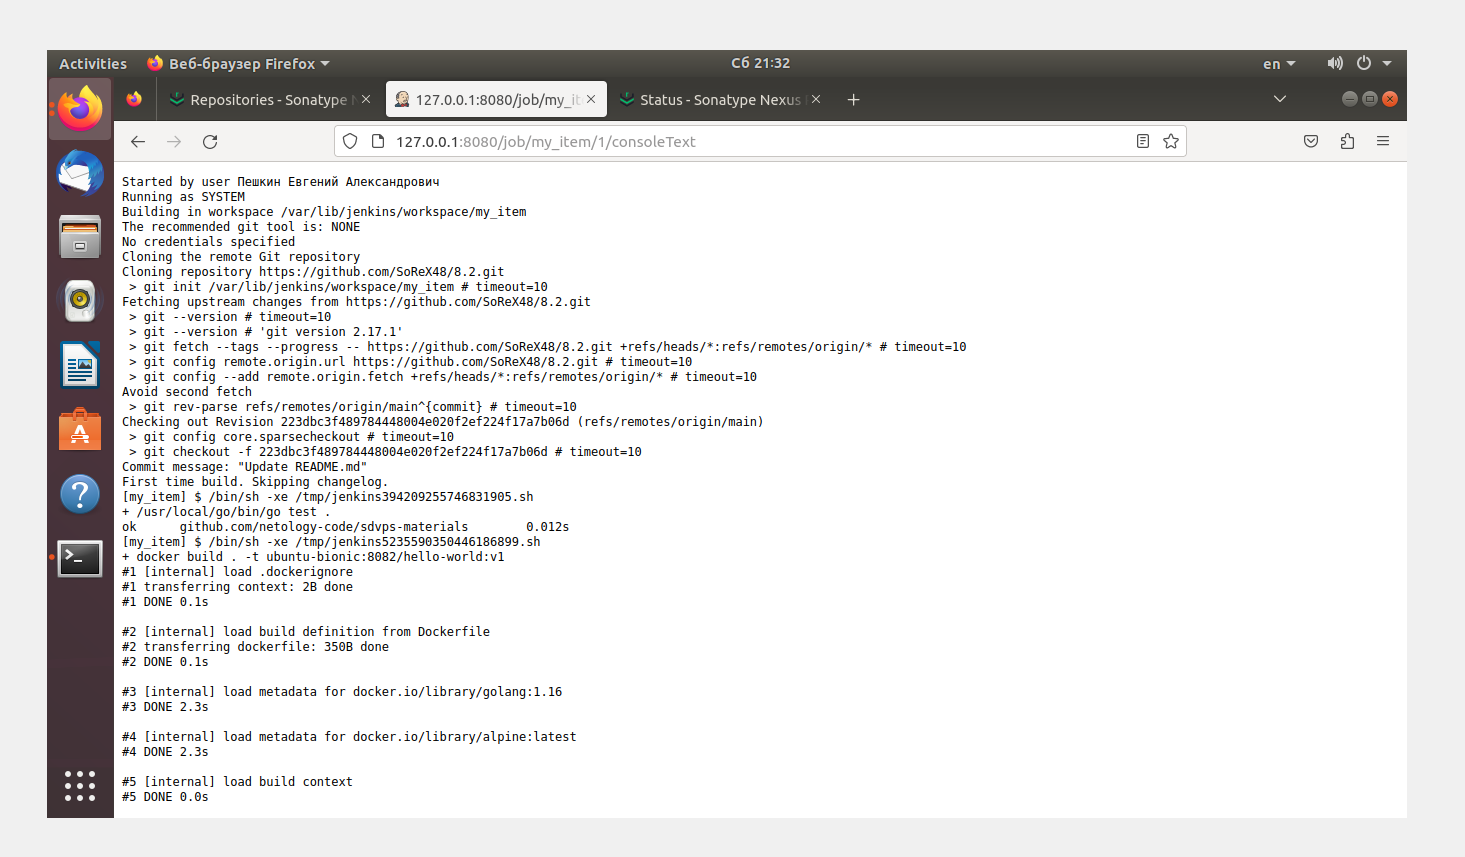 Activities
Веб-браузер Firefox
Сб 21:32
en
Repositories - Sonatype
127.0.0.1:8080/job/my_it
Status - Sonatype Nexus
127.0.0.1:8080/job/my_item/1/consoleText
Started by user Пешкин Евгений Александрович
Running as SYSTEM
Building in workspace /var/lib/jenkins/workspace/my_item
The recommended git tool is: NONE
No credentials specified
Cloning the remote Git repository
Cloning repository https://github.com/SoReX48/8.2.git
 > git init /var/lib/jenkins/workspace/my_item # timeout=10
Fetching upstream changes from https://github.com/SoReX48/8.2.git
 > git --version # timeout=10
 > git --version # 'git version 2.17.1'
 > git fetch --tags --progress -- https://github.com/SoReX48/8.2.git +refs/heads/*:refs/remotes/origin/* # timeout=10
 > git config remote.origin.url https://github.com/SoReX48/8.2.git # timeout=10
 > git config --add remote.origin.fetch +refs/heads/*:refs/remotes/origin/* # timeout=10
Avoid second fetch
 > git rev-parse refs/remotes/origin/main^{commit} # timeout=10
Checking out Revision 223dbc3f489784448004e020f2ef224f17a7b06d (refs/remotes/origin/main)
 > git config core.sparsecheckout # timeout=10
 > git checkout -f 223dbc3f489784448004e020f2ef224f17a7b06d # timeout=10
Commit message: "Update README.md"
First time build. Skipping changelog.
[my_item] $ /bin/sh -xe /tmp/jenkins394209255746831905.sh
+ /usr/local/go/bin/go test .
ok      github.com/netology-code/sdvps-materials        0.012s
[my_item] $ /bin/sh -xe /tmp/jenkins5235590350446186899.sh
+ docker build . -t ubuntu-bionic:8082/hello-world:v1
#1 [internal] load .dockerignore
#1 transferring context: 2B done
#1 DONE 0.1s
#2 [internal] load build definition from Dockerfile
#2 transferring dockerfile: 350B done
#2 DONE 0.1s
#3 [internal] load metadata for docker.io/library/golang:1.16
#3 DONE 2.3s
#4 [internal] load metadata for docker.io/library/alpine:latest
#4 DONE 2.3s
#5 [internal] load build context
#5 DONE 0.0s